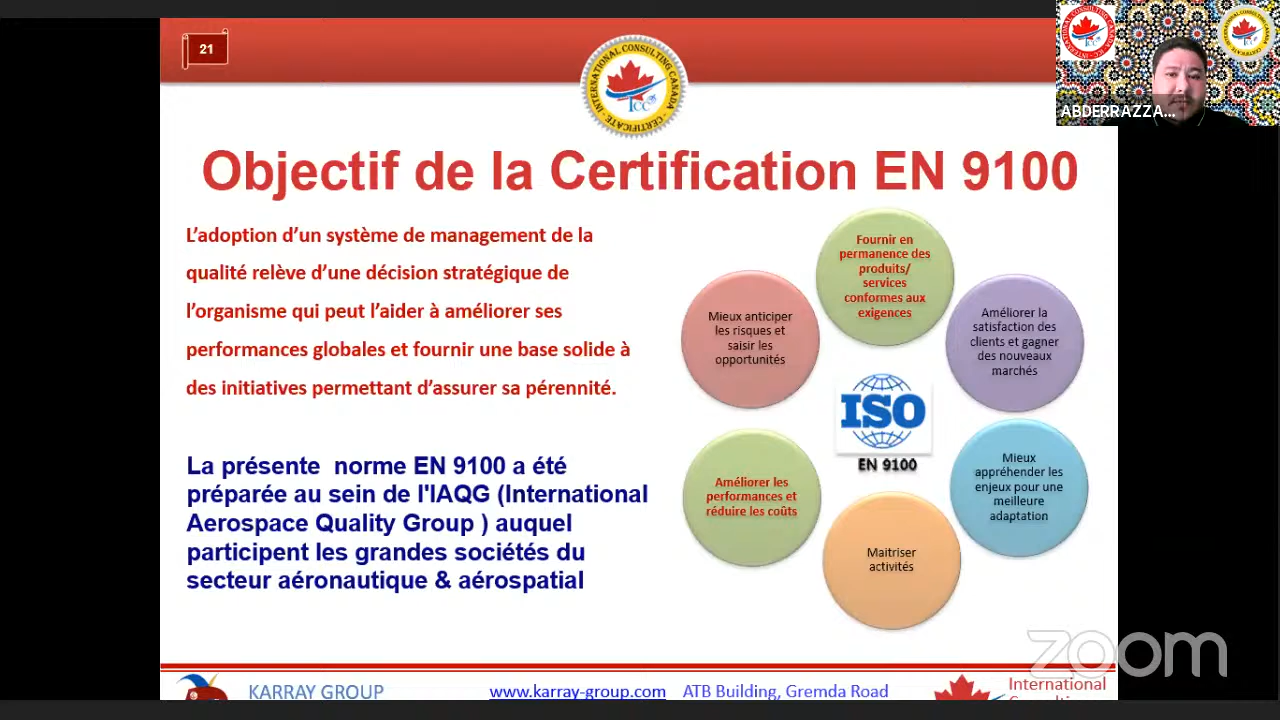 21
INTERNATIONAL CONSULTING CANADA
ICC
CERTIFICATE
ABDERRAZZA...
Objectif de la Certification EN 9100
L’adoption d’un système de management de la
qualité relève d’une décision stratégique de
l’organisme qui peut l’aider à améliorer ses
performances globales et fournir une base solide à
des initiatives permettant d’assurer sa pérennité.
La présente norme EN 9100 a été
préparée au sein de l'IAQG (International
Aerospace Quality Group ) auquel
participent les grandes sociétés du
secteur aéronautique & aérospatial
Fournir en
permanence des
produits/
services
conformes aux
exigences
Mieux anticiper
les risques et
saisir les
opportunités
Améliorer la
satisfaction des
clients et gagner
des nouveaux
marchés
ISO
EN 9100
Améliorer les
performances et
réduire les coûts
Mieux
appréhender les
enjeux pour une
meilleure
adaptation
Maitriser
activités
zoom
KARRAY GROUP
www.karray-group.com
ATB Building, Gremda Road
International